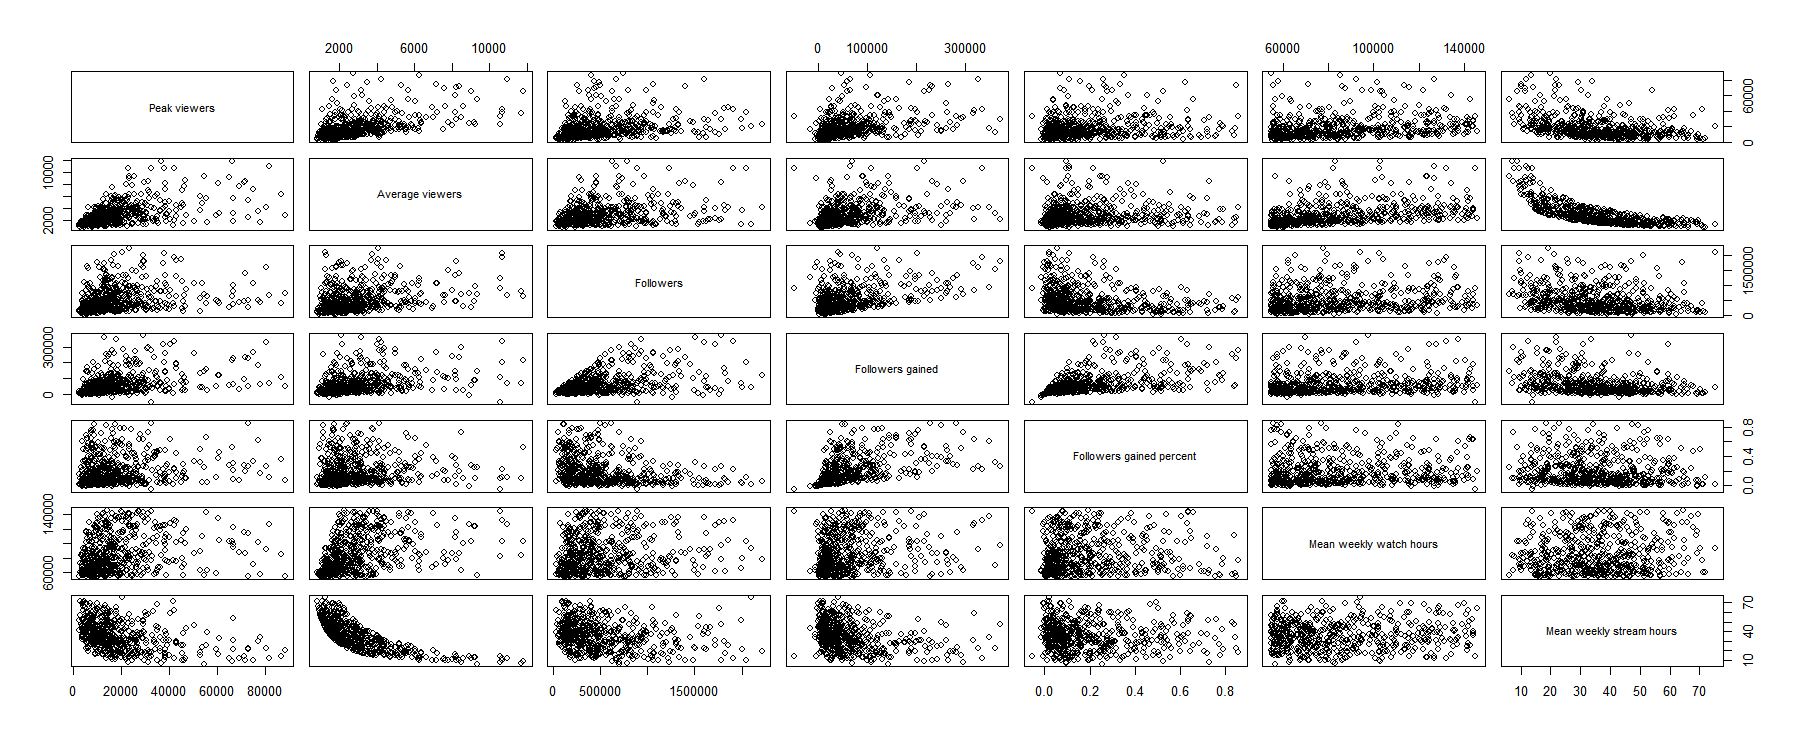 2000 6000 10000 0 100000 300000 60000 100000 140000
Peak viewers
0 60000
2000 10000
Average viewers
Followers
0 1500000
0 300000
Followers gained
Followers gained percent
0.0 0.4 0.8
60000 140000
Mean weekly watch hours
Mean weekly stream hours
10 40 70
0 20000 40000 60000 80000 0 500000 1500000 0.0 0.2 0.4 0.6 0.8 10 20 30 40 50 60 70